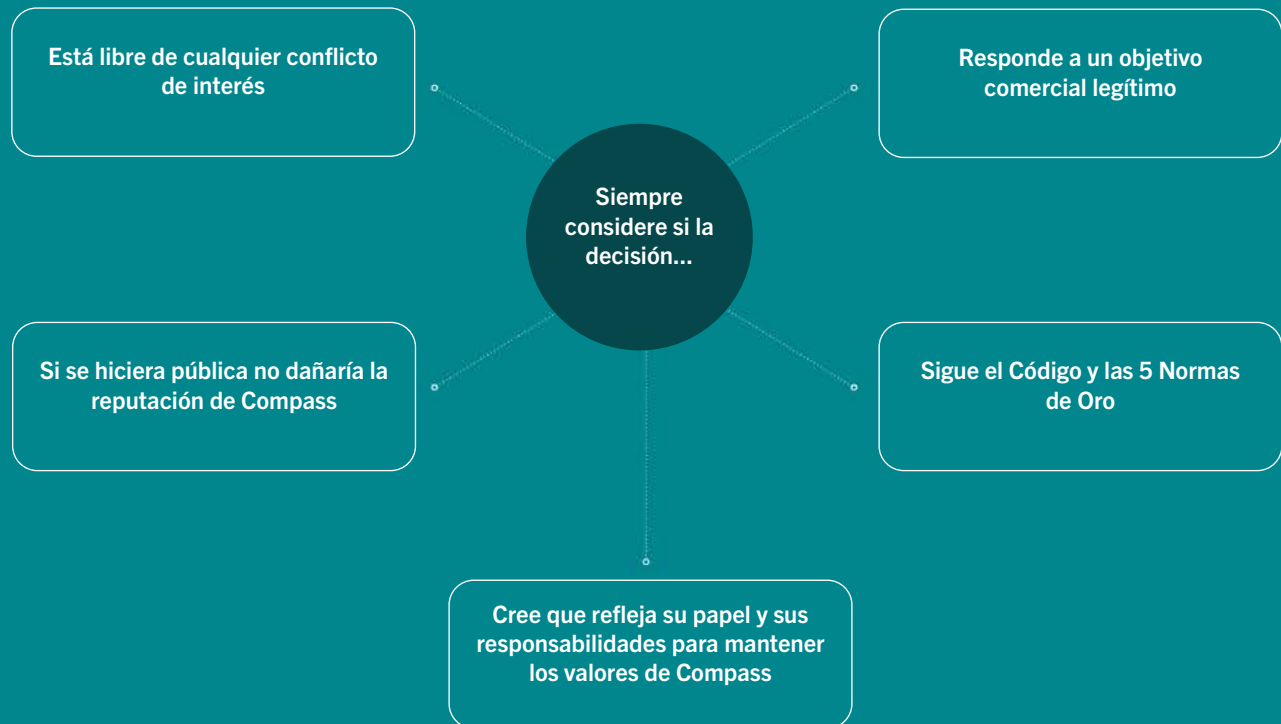 Está libre de cualquier conflicto
de interés
Responde a un objetivo
comercial legítimo
Siempre
considere si la
decisión...
Si se hiciera pública no dañaría la
reputación de Compass
Sigue el Código y las 5 Normas
de Oro
Cree que refleja su papel y sus
responsabilidades para mantener
los valores de Compass